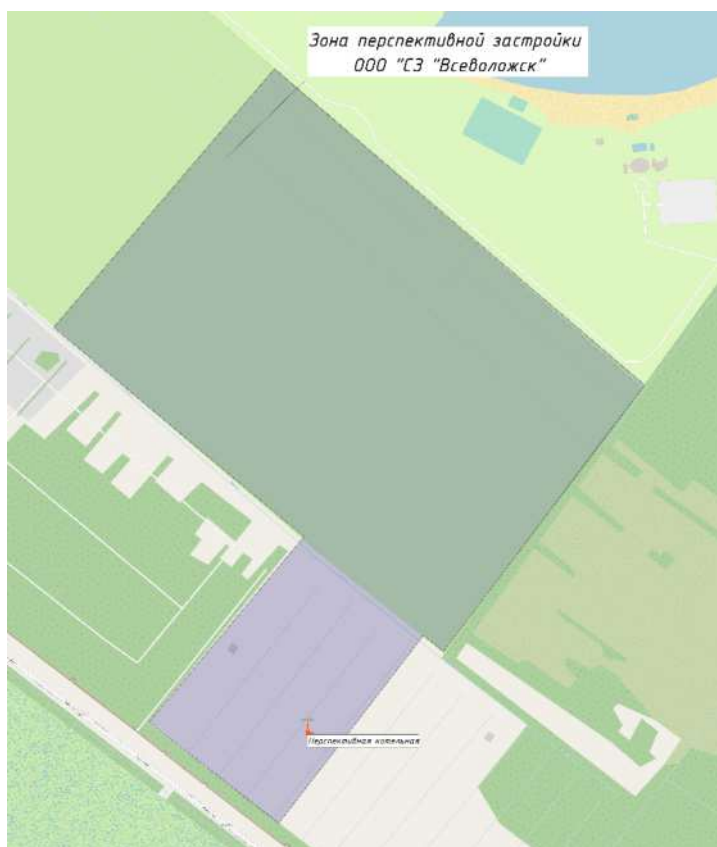 Зона перспективной застройки
ООО "СЗ "Всеволожск"
Перспективная котельная